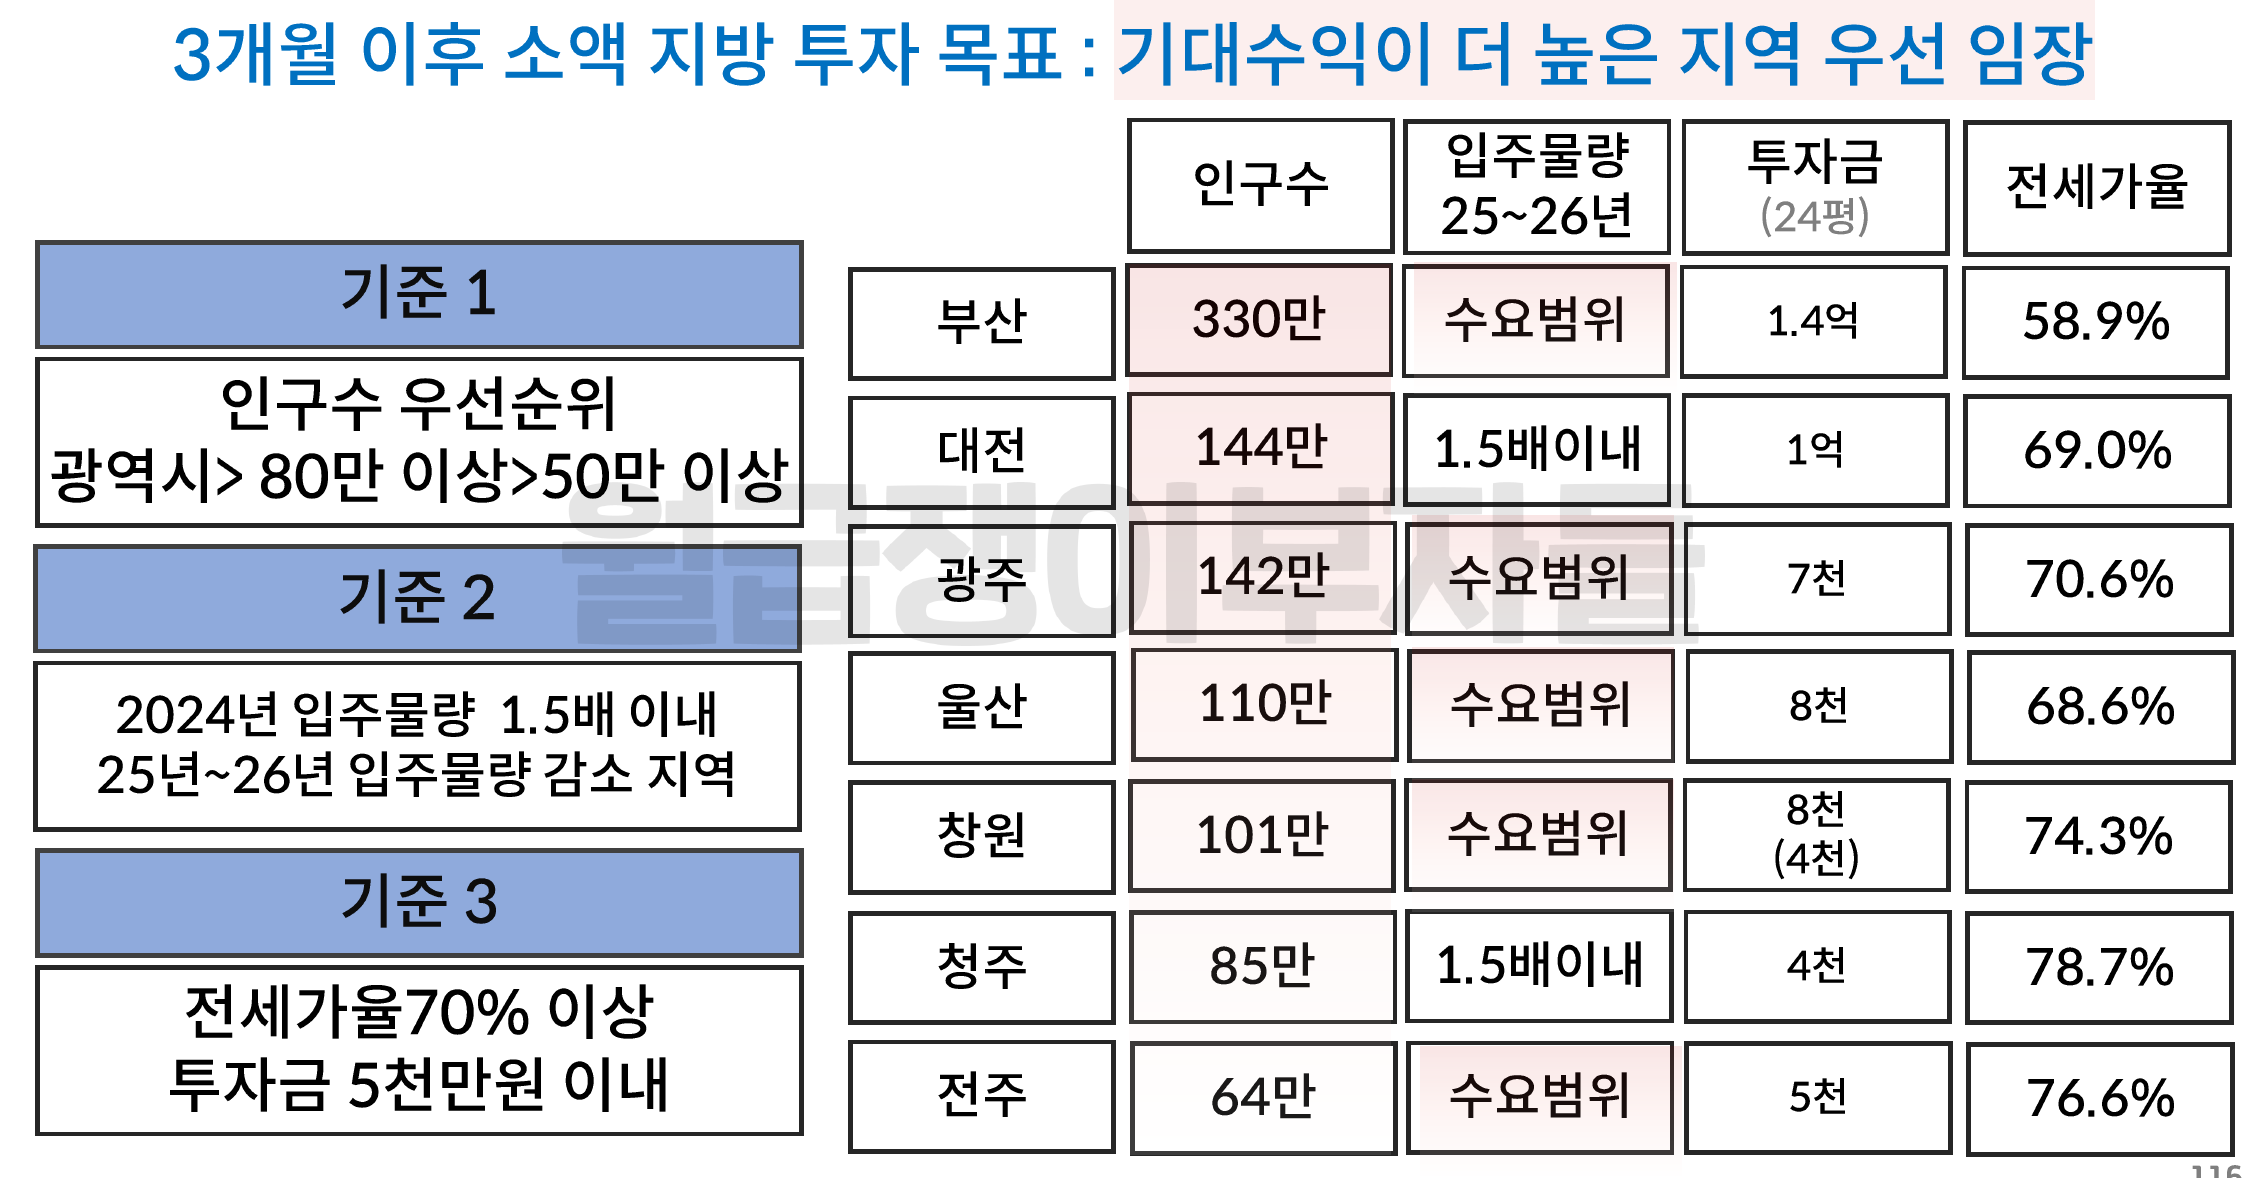 3개월 이후 소액 지방 투자 목표 : 기대수익이 더 높은 지역 우선 임장
기준 1
인구수 우선순위
광역시> 80만 이상>50만 이상
기준 2
2024년 입주물량 1.5배 이내
25년~26년 입주물량 감소 지역
기준 3
전세가율70% 이상
투자금 5천만원 이내
인구수
입주물량
25~26년
투자금
(24평)
전세가율
부산
330만
수요범위
1.4억
58.9%
대전
144만
1.5배이내
1억
69.0%
광주
142만
수요범위
7천
70.6%
울산
110만
수요범위
8천
68.6%
창원
101만
수요범위
8천
(4천)
74.3%
청주
85만
1.5배이내
4천
78.7%
전주
64만
수요범위
5천
76.6%
월급쟁이부자들
116